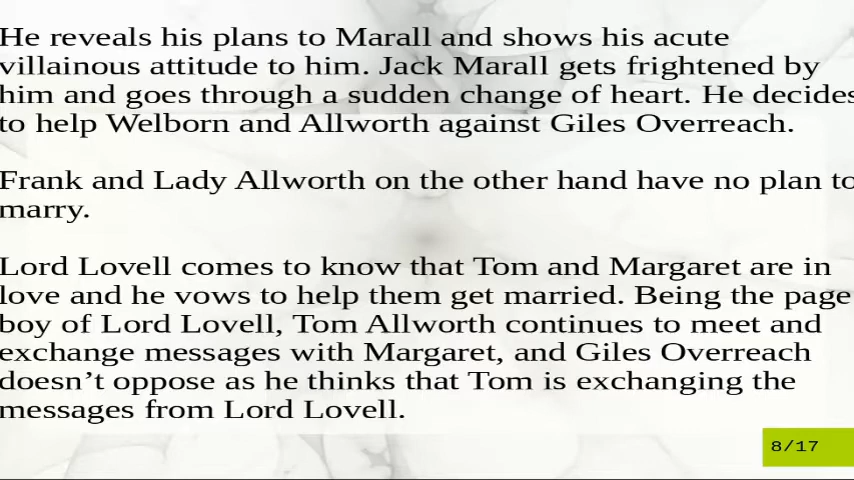 He reveals his plans to Marall and shows his acute
villainous attitude to him. Jack Marall gets frightened by
him and goes through a sudden change of heart. He decides
to help Welborn and Allworth against Giles Overreach.
Frank and Lady Allworth on the other hand have no plan to
marry.
Lord Lovell comes to know that Tom and Margaret are in
love and he vows to help them get married. Being the page
boy of Lord Lovell, Tom Allworth continues to meet and
exchange messages with Margaret, and Giles Overreach
doesn’t oppose as he thinks that Tom is exchanging the
messages from Lord Lovell.
8/17